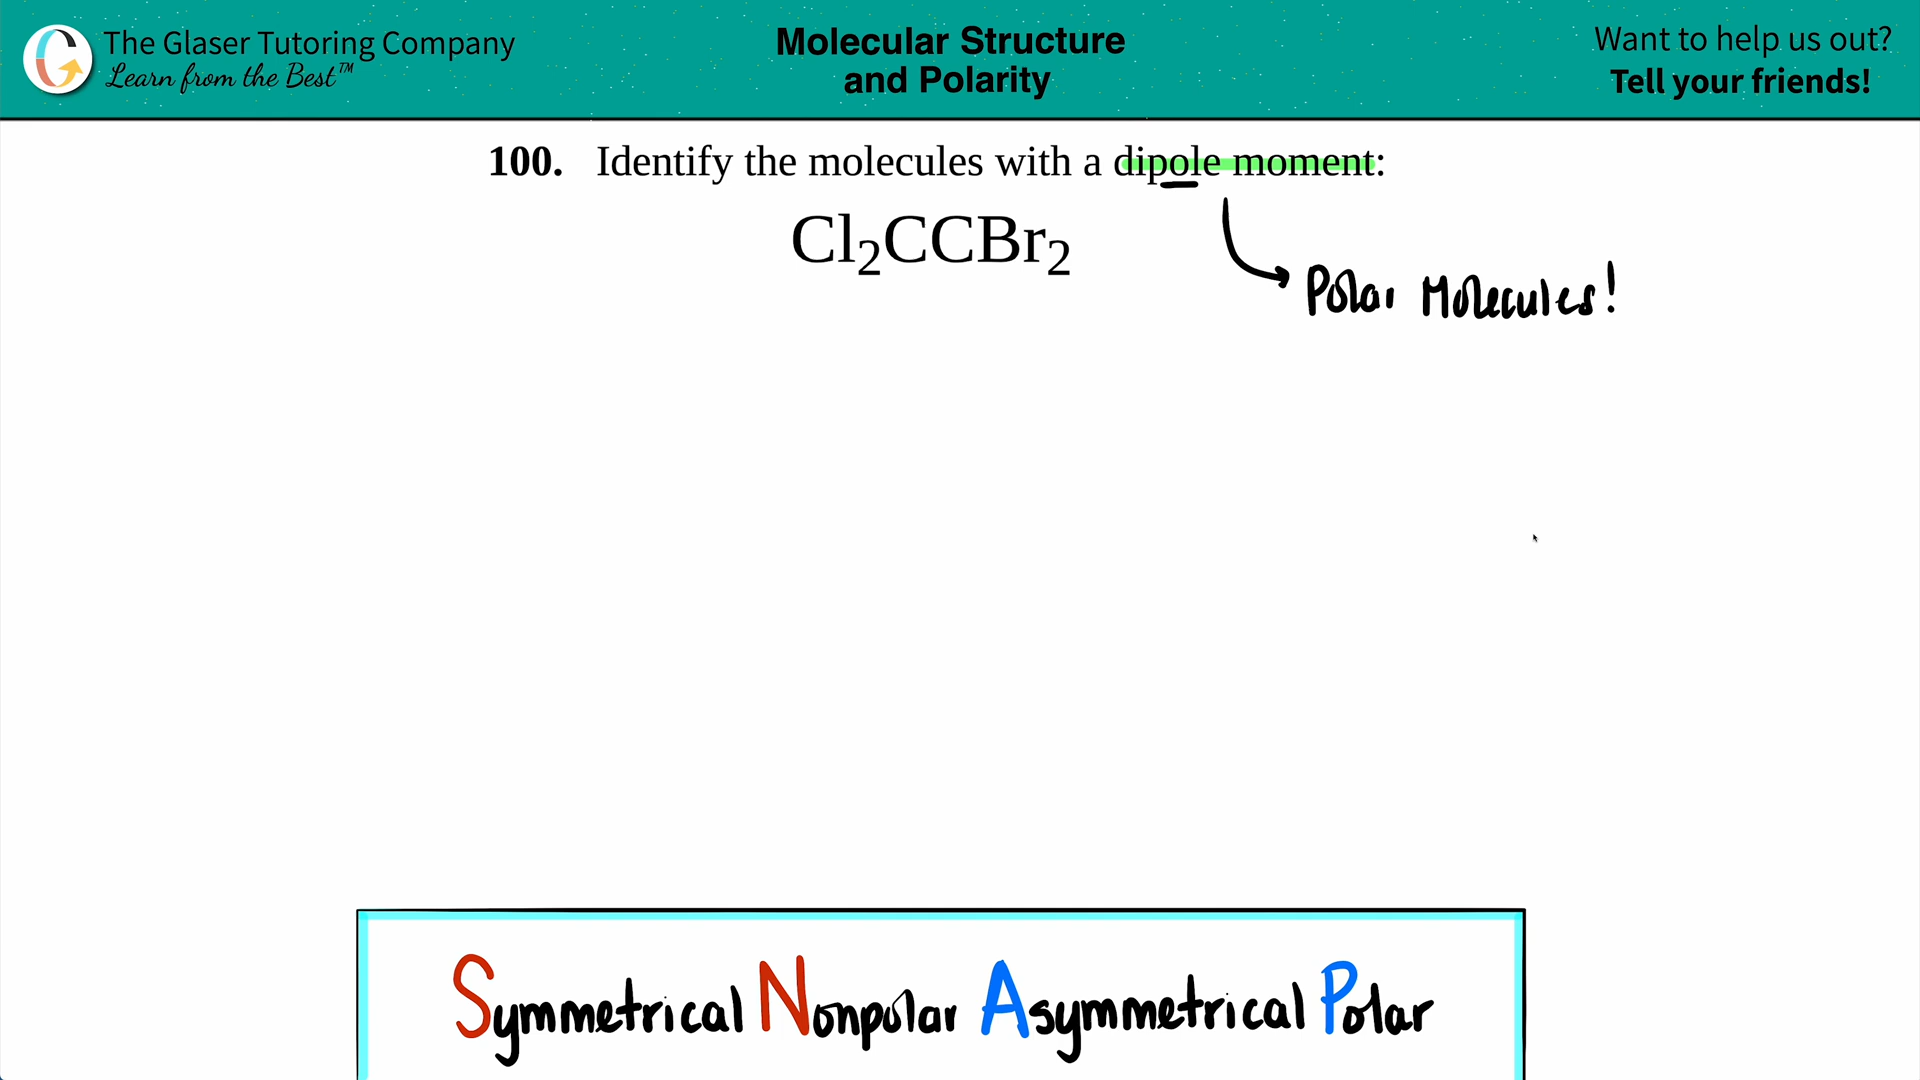 The Glaser Tutoring Company
Learn from the Best™
Molecular Structure
and Polarity
Want to help us out?
Tell your friends!
100. Identify the molecules with a dipole moment:
Cl₂CCBr₂
Polar Molecules!
Symmetrical Nonpolar Asymmetrical Polar